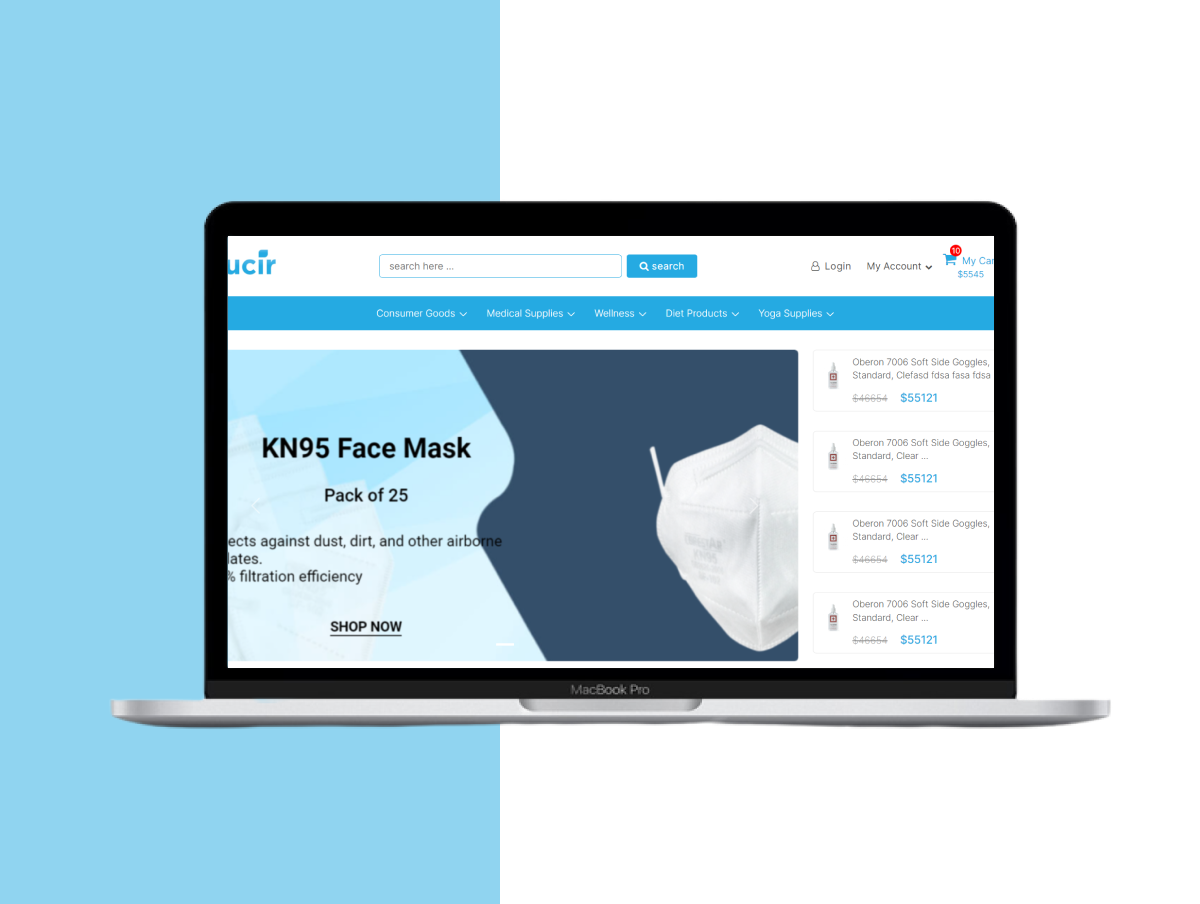 ucir
search here ...
search
Login
My Account
10
My Car
$5545
Consumer Goods
Medical Supplies
Wellness
Diet Products
Yoga Supplies
KN95 Face Mask
Pack of 25
ects against dust, dirt, and other airborne
lates.
% filtration efficiency
SHOP NOW
Oberon 7006 Soft Side Goggles,
Standard, Clefasd fdsa fasa fdsa
$46654 $55121
Oberon 7006 Soft Side Goggles,
Standard, Clear ...
$46654 $55121
Oberon 7006 Soft Side Goggles,
Standard, Clear ...
$46654 $55121
Oberon 7006 Soft Side Goggles,
Standard, Clear ...
$46654 $55121
MacBook Pro